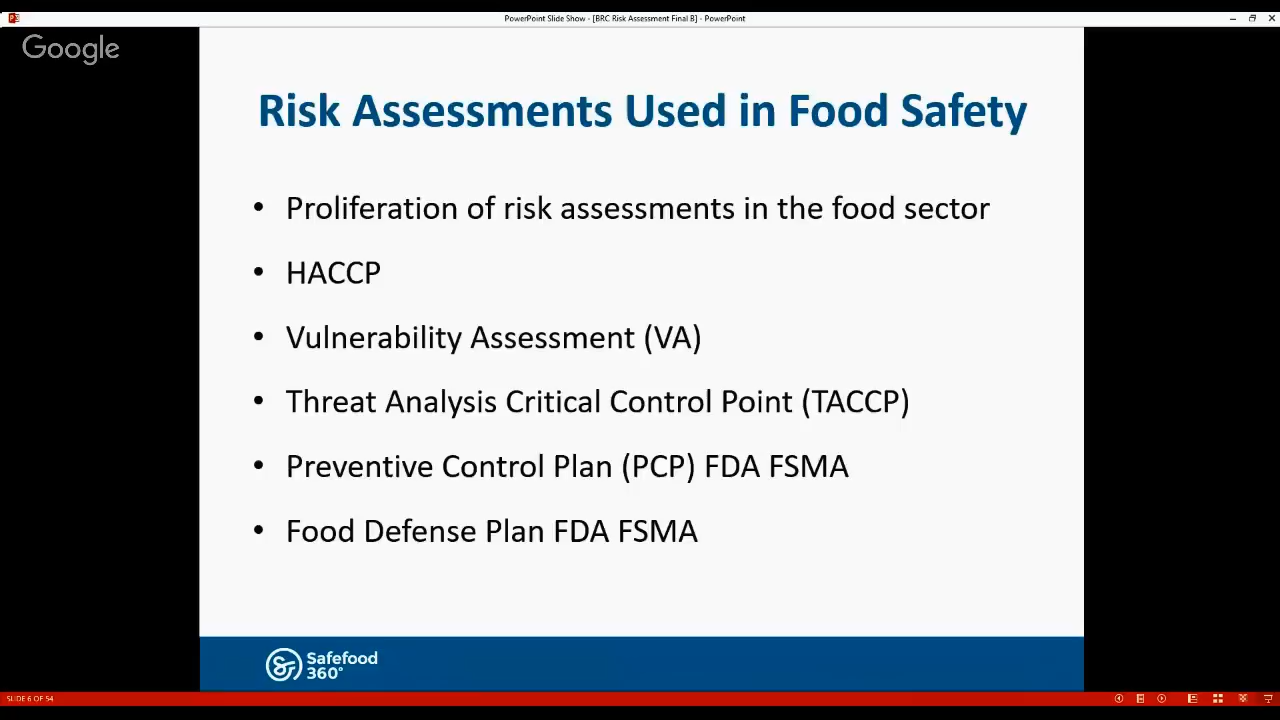 PowerPoint Slide Show - [BRC Risk Assessment Final B] - PowerPoint
Google
Risk Assessments Used in Food Safety
• Proliferation of risk assessments in the food sector
• HACCP
• Vulnerability Assessment (VA)
• Threat Analysis Critical Control Point (TACCP)
• Preventive Control Plan (PCP) FDA FSMA
• Food Defense Plan FDA FSMA
Safefood
360°
SLIDE 6 OF 54